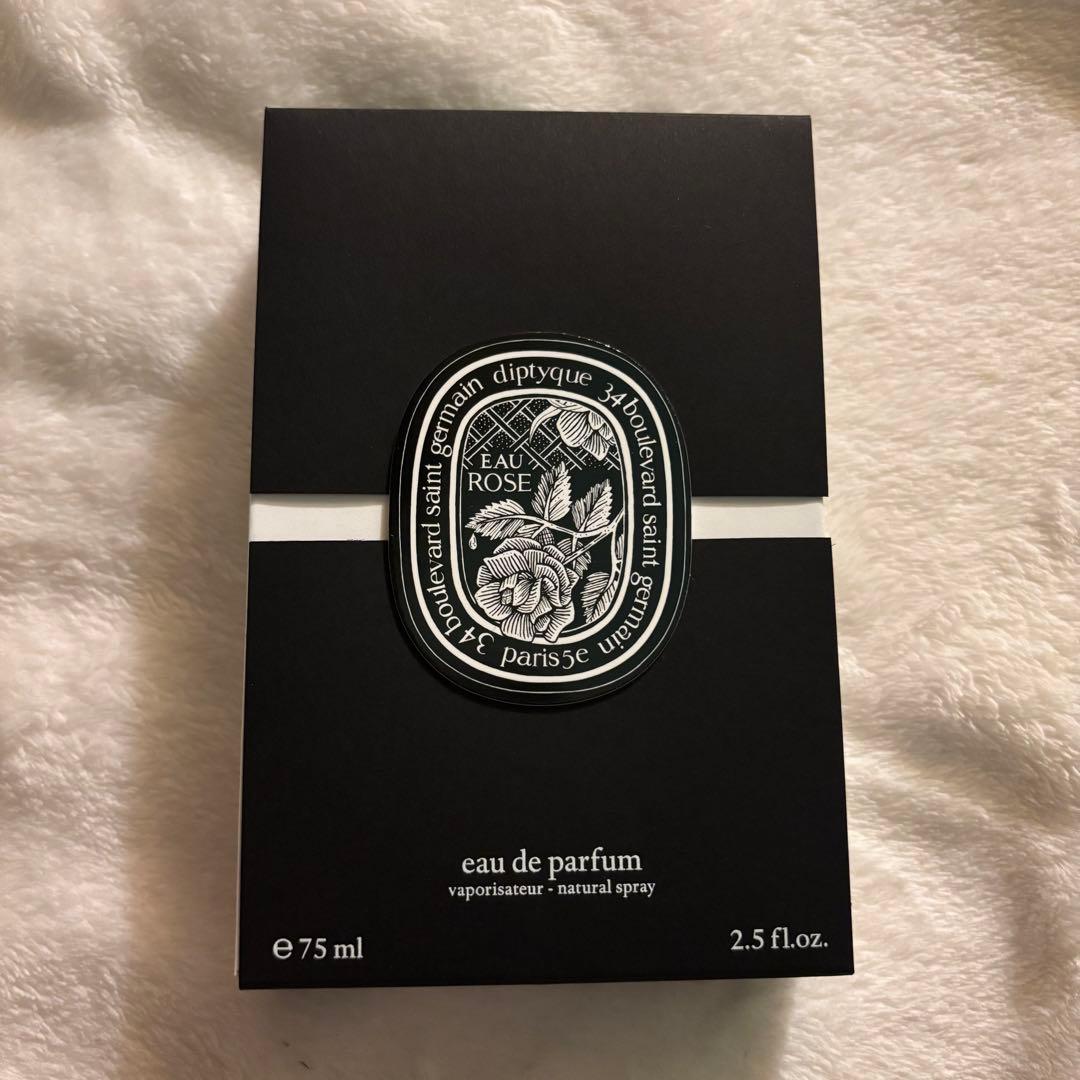 diptyque 34 boulevard saint germain paris 5e 34 boulevard saint germain
EAU
ROSE
eau de parfum
vaporisateur - natural spray
℮ 75 ml
2.5 fl.oz.